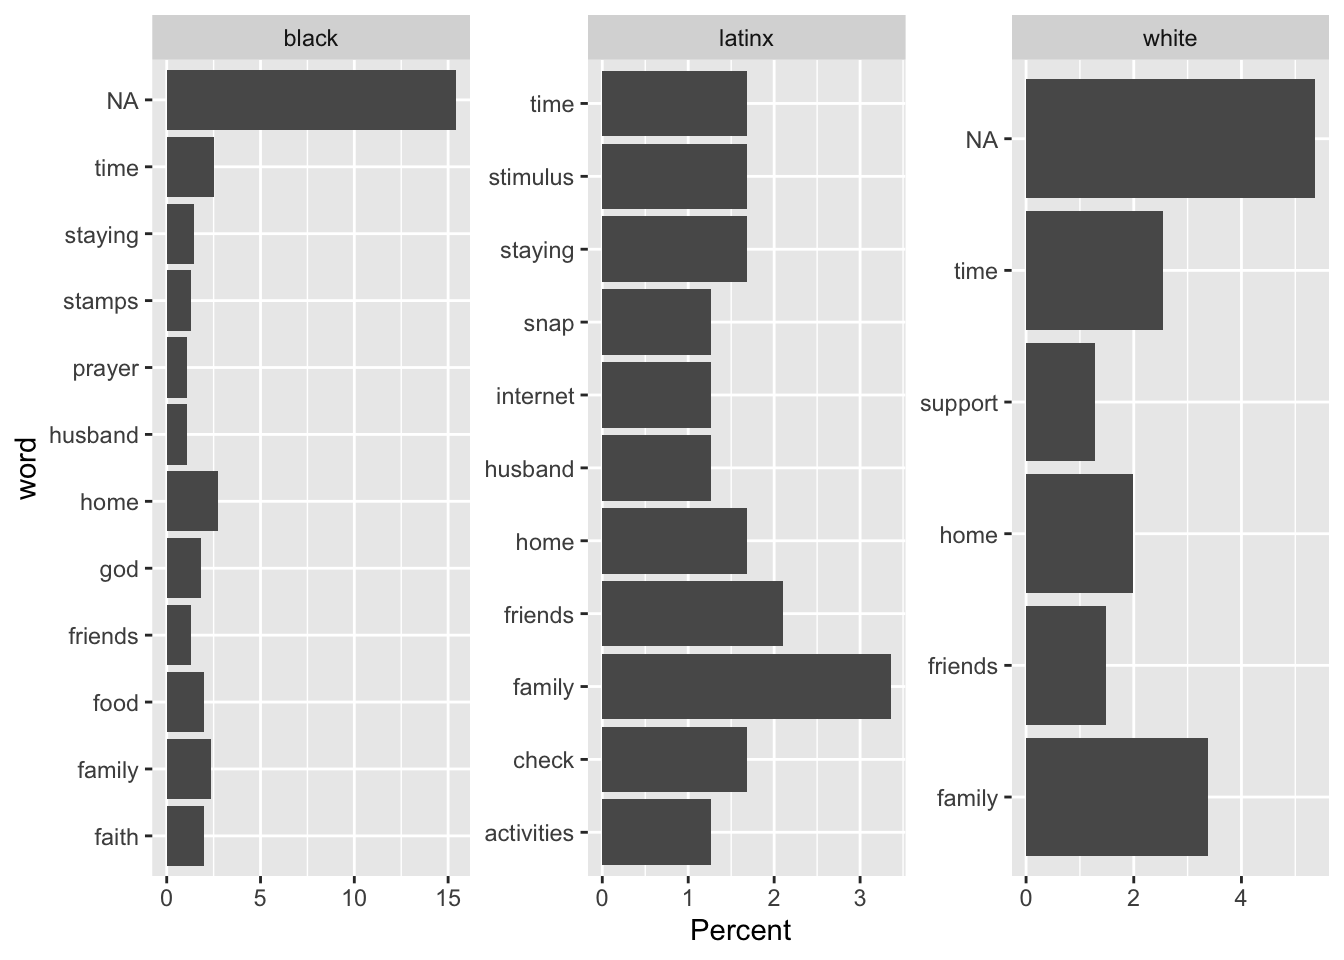 black
latinx
white
word
NA
time
staying
stamps
prayer
husband
home
god
friends
food
family
faith
0 5 10 15
time
stimulus
staying
snap
internet
husband
home
friends
family
check
activities
0 1 2 3
NA
time
support
home
friends
family
0 2 4
Percent